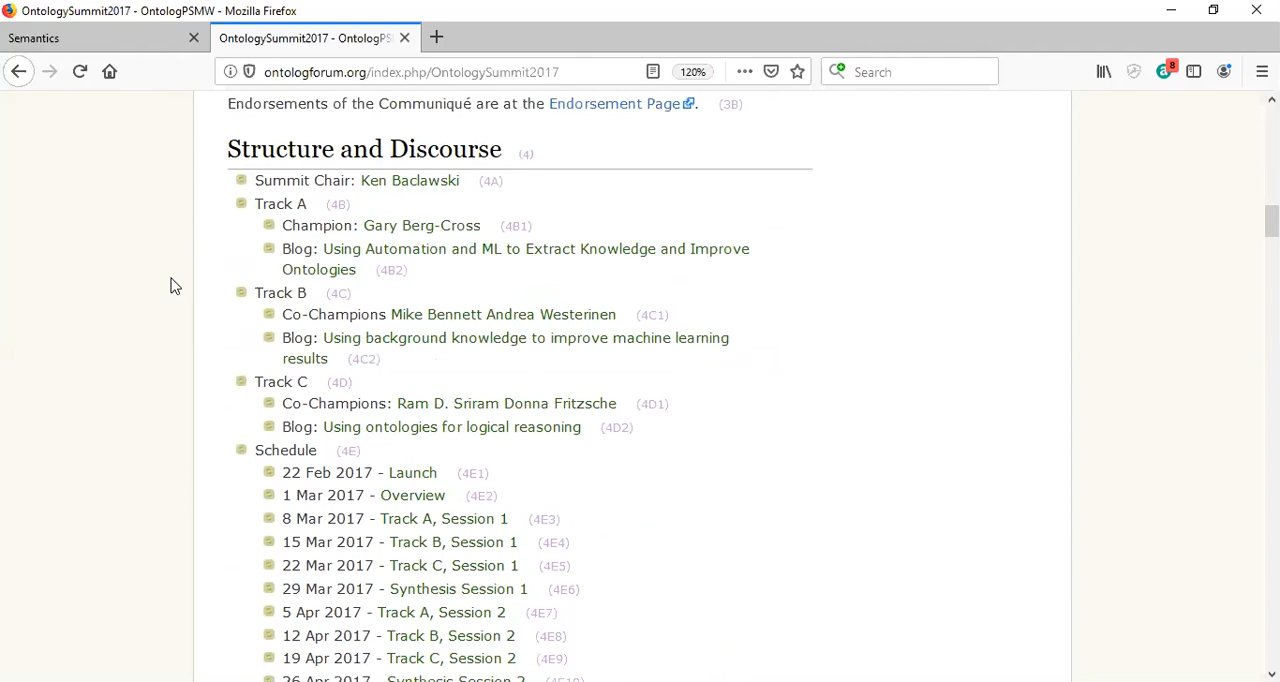 OntologySummit2017 - OntologPSMW - Mozilla Firefox
Semantics
OntologySummit2017 - OntologPS
ontologforum.org/index.php/OntologySummit2017
120%
Search
8
Endorsements of the Communiqué are at the Endorsement Page. (3B)
Structure and Discourse (4)
Summit Chair: Ken Baclawski (4A)
Track A (4B)
Champion: Gary Berg-Cross (4B1)
Blog: Using Automation and ML to Extract Knowledge and Improve
Ontologies (4B2)
Track B (4C)
Co-Champions Mike Bennett Andrea Westerinen (4C1)
Blog: Using background knowledge to improve machine learning
results (4C2)
Track C (4D)
Co-Champions: Ram D. Sriram Donna Fritzsche (4D1)
Blog: Using ontologies for logical reasoning (4D2)
Schedule (4E)
22 Feb 2017 - Launch (4E1)
1 Mar 2017 - Overview (4E2)
8 Mar 2017 - Track A, Session 1 (4E3)
15 Mar 2017 - Track B, Session 1 (4E4)
22 Mar 2017 - Track C, Session 1 (4E5)
29 Mar 2017 - Synthesis Session 1 (4E6)
5 Apr 2017 - Track A, Session 2 (4E7)
12 Apr 2017 - Track B, Session 2 (4E8)
19 Apr 2017 - Track C, Session 2 (4E9)
26 Apr 2017 - Synthesis Session 2 (4E10)